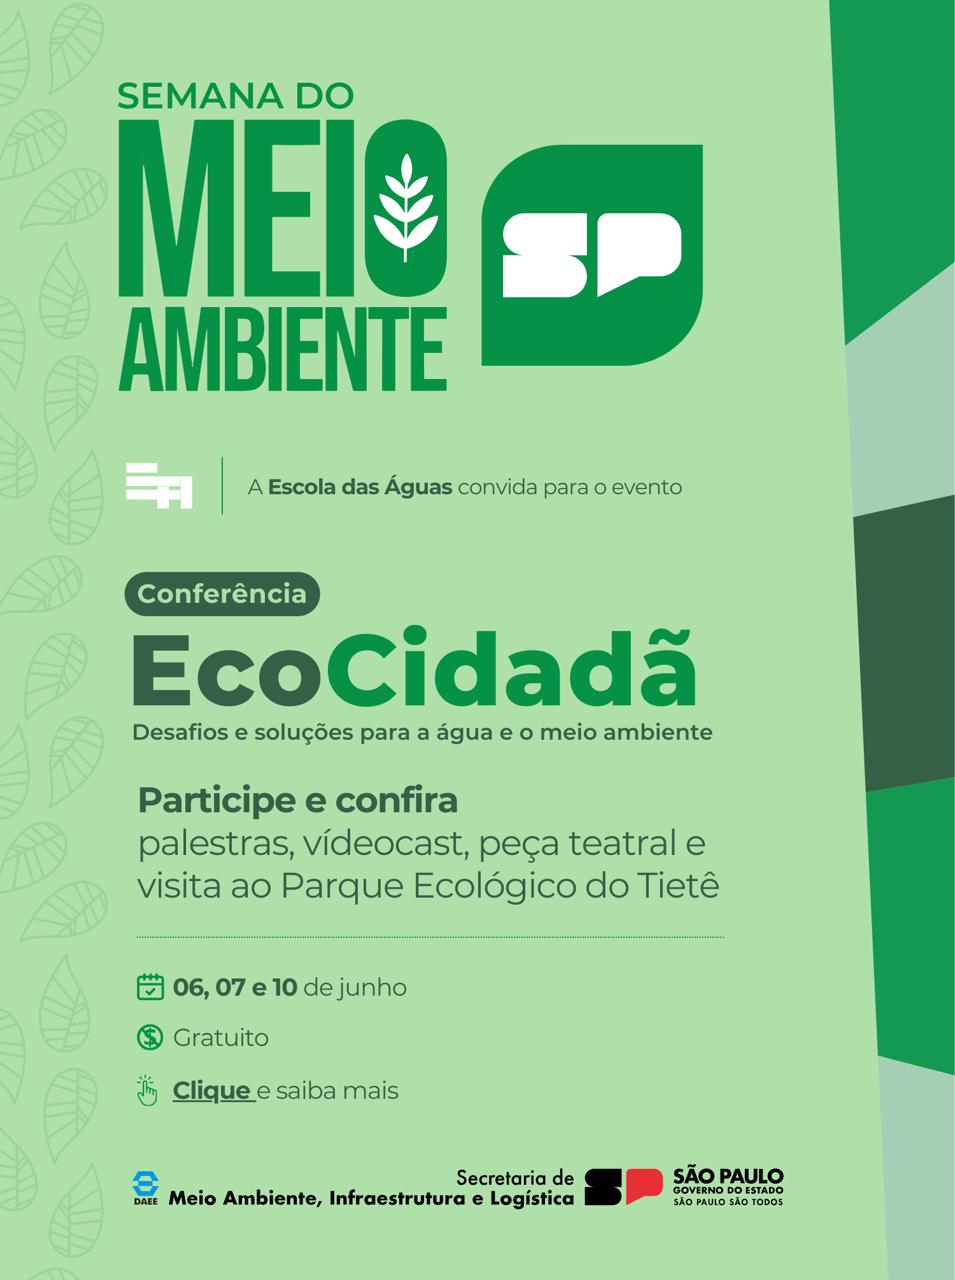 SEMANA DO
MEIO
AMBIENTE
SP
A Escola das Águas convida para o evento
Conferência
EcoCidadã
Desafios e soluções para a água e o meio ambiente
Participe e confira
palestras, vídeocast, peça teatral e
visita ao Parque Ecológico do Tietê
06, 07 e 10 de junho
Gratuito
Clique e saiba mais
DAEE
Secretaria de
Meio Ambiente, Infraestrutura e Logística
SP
SÃO PAULO
GOVERNO DO ESTADO
SÃO PAULO SÃO TODOS